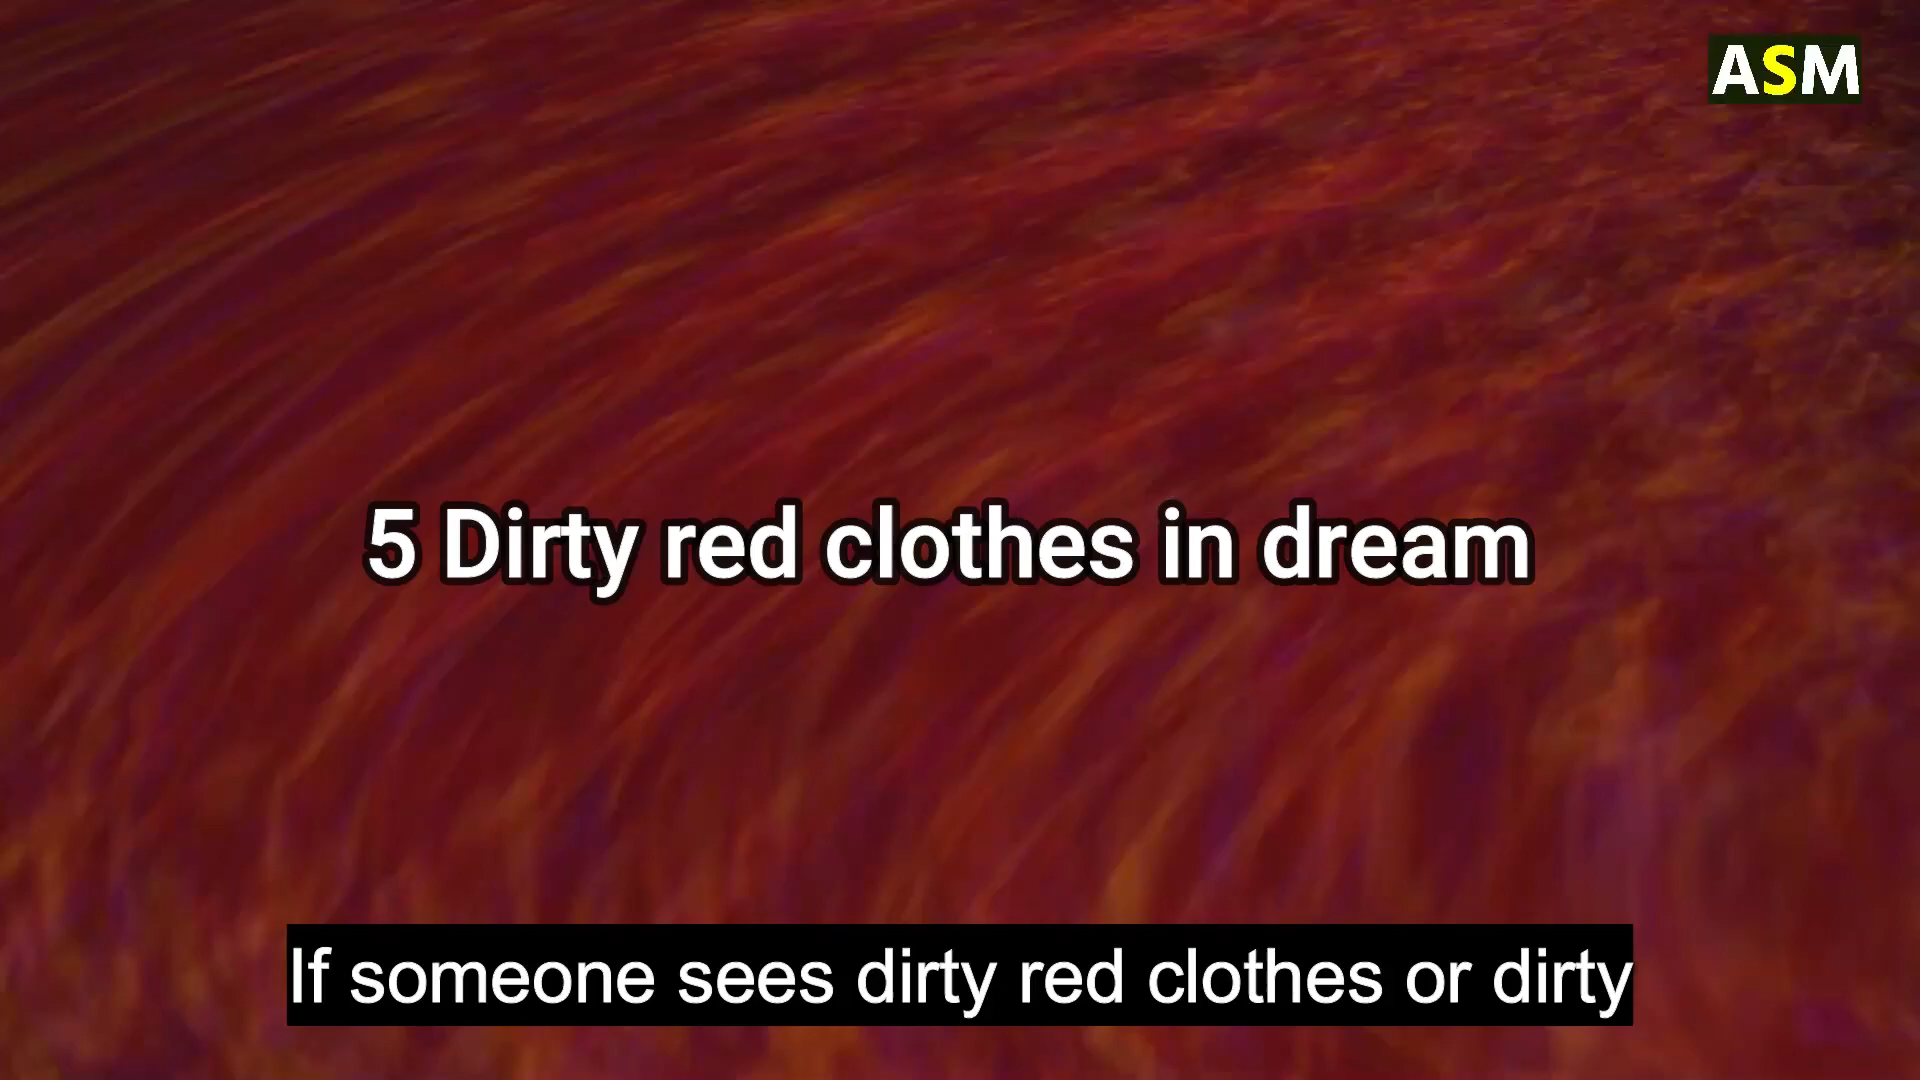 ASM
5 Dirty red clothes in dream
If someone sees dirty red clothes or dirty